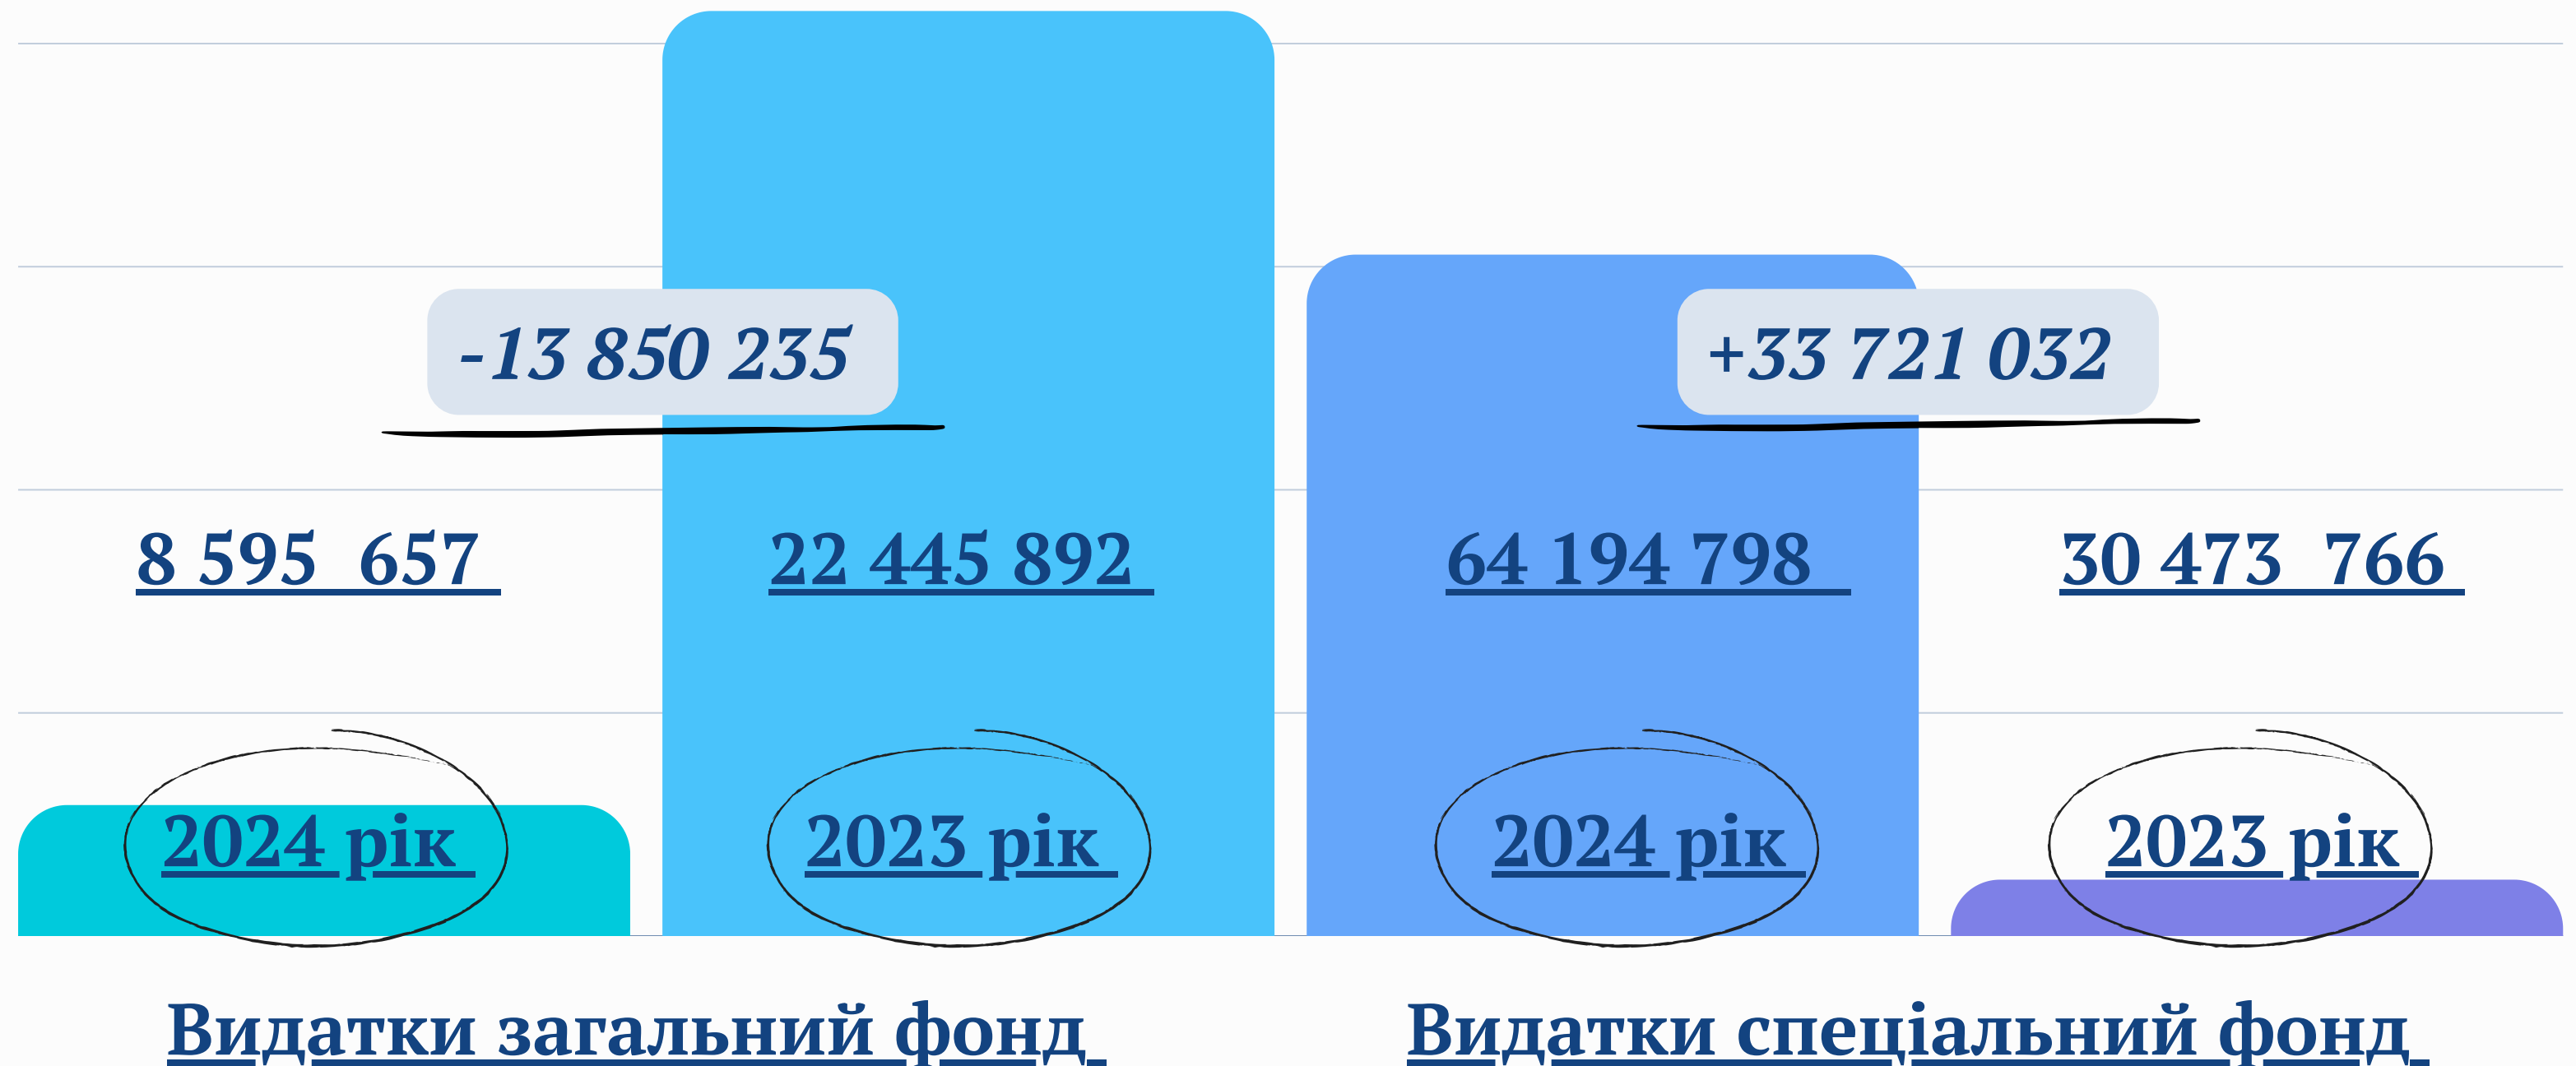 -13 850 235 +33 721 032
8 595 657 22 445 892 64 194 798 30 473 766
2024 рік 2023 рік 2024 рік 2023 рік
Видатки загальний фонд Видатки спеціальний фонд